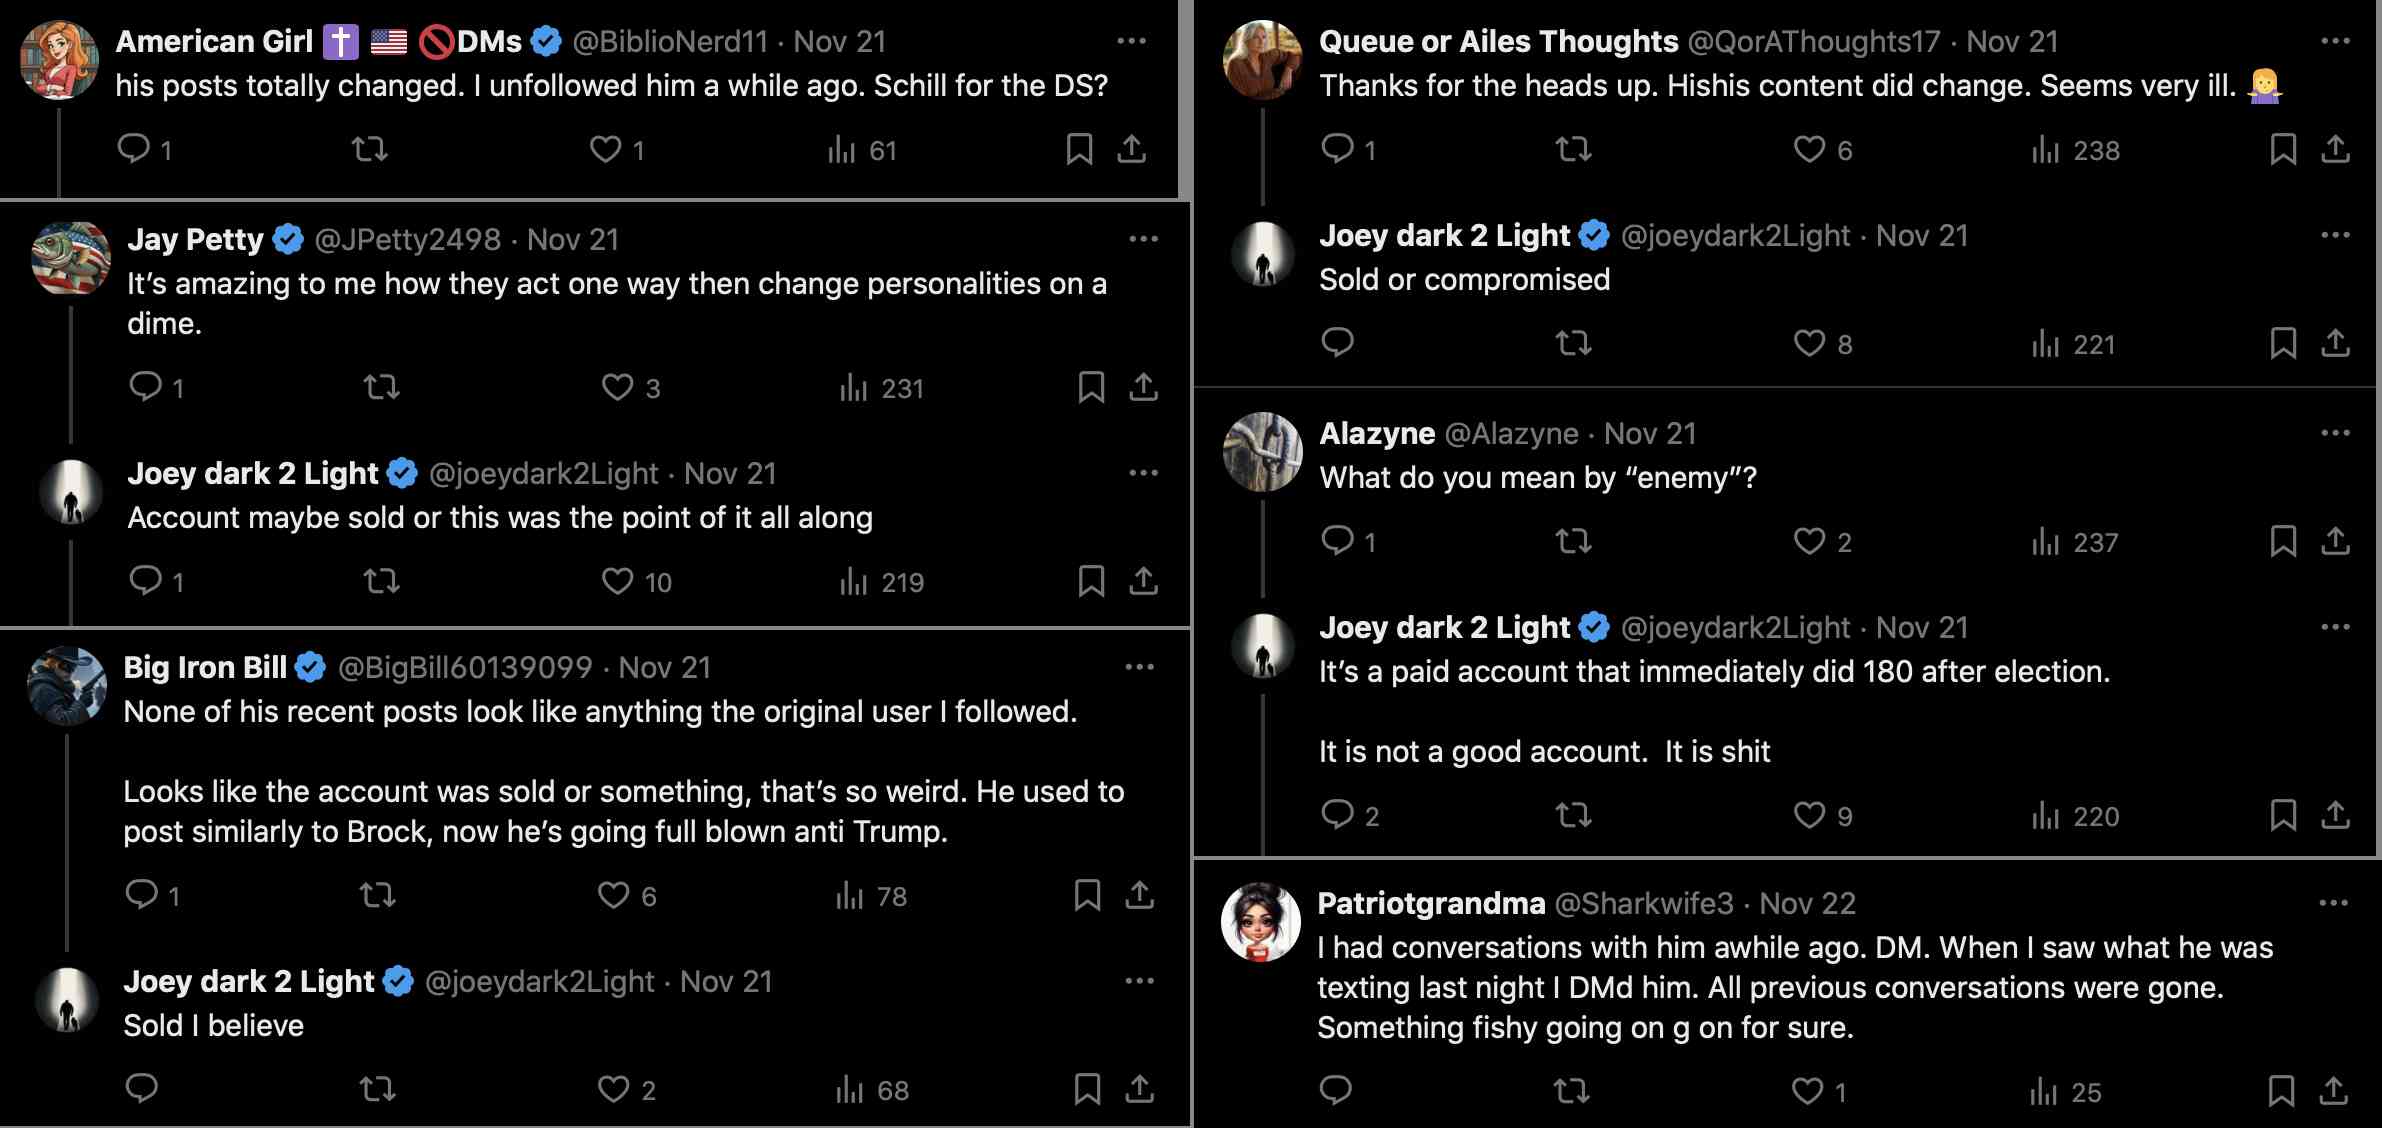 American Girl ✝️ 🇺🇸 🚫DMs @BiblioNerd11 · Nov 21
his posts totally changed. I unfollowed him a while ago. Schill for the DS?
1 1 61
Jay Petty @JPetty2498 · Nov 21
It’s amazing to me how they act one way then change personalities on a
dime.
1 3 231
Joey dark 2 Light @joeydark2Light · Nov 21
Account maybe sold or this was the point of it all along
1 10 219
Big Iron Bill @BigBill60139099 · Nov 21
None of his recent posts look like anything the original user I followed.
Looks like the account was sold or something, that’s so weird. He used to
post similarly to Brock, now he’s going full blown anti Trump.
1 6 78
Joey dark 2 Light @joeydark2Light · Nov 21
Sold I believe
2 68
Queue or Ailes Thoughts @QorAThoughts17 · Nov 21
Thanks for the heads up. Hishis content did change. Seems very ill. 🤷‍♀️
1 6 238
Joey dark 2 Light @joeydark2Light · Nov 21
Sold or compromised
8 221
Alazyne @Alazyne · Nov 21
What do you mean by “enemy”?
1 2 237
Joey dark 2 Light @joeydark2Light · Nov 21
It’s a paid account that immediately did 180 after election.
It is not a good account.  It is shit
2 9 220
Patriotgrandma @Sharkwife3 · Nov 22
I had conversations with him awhile ago. DM. When I saw what he was
texting last night I DMd him. All previous conversations were gone.
Something fishy going on g on for sure.
1 25